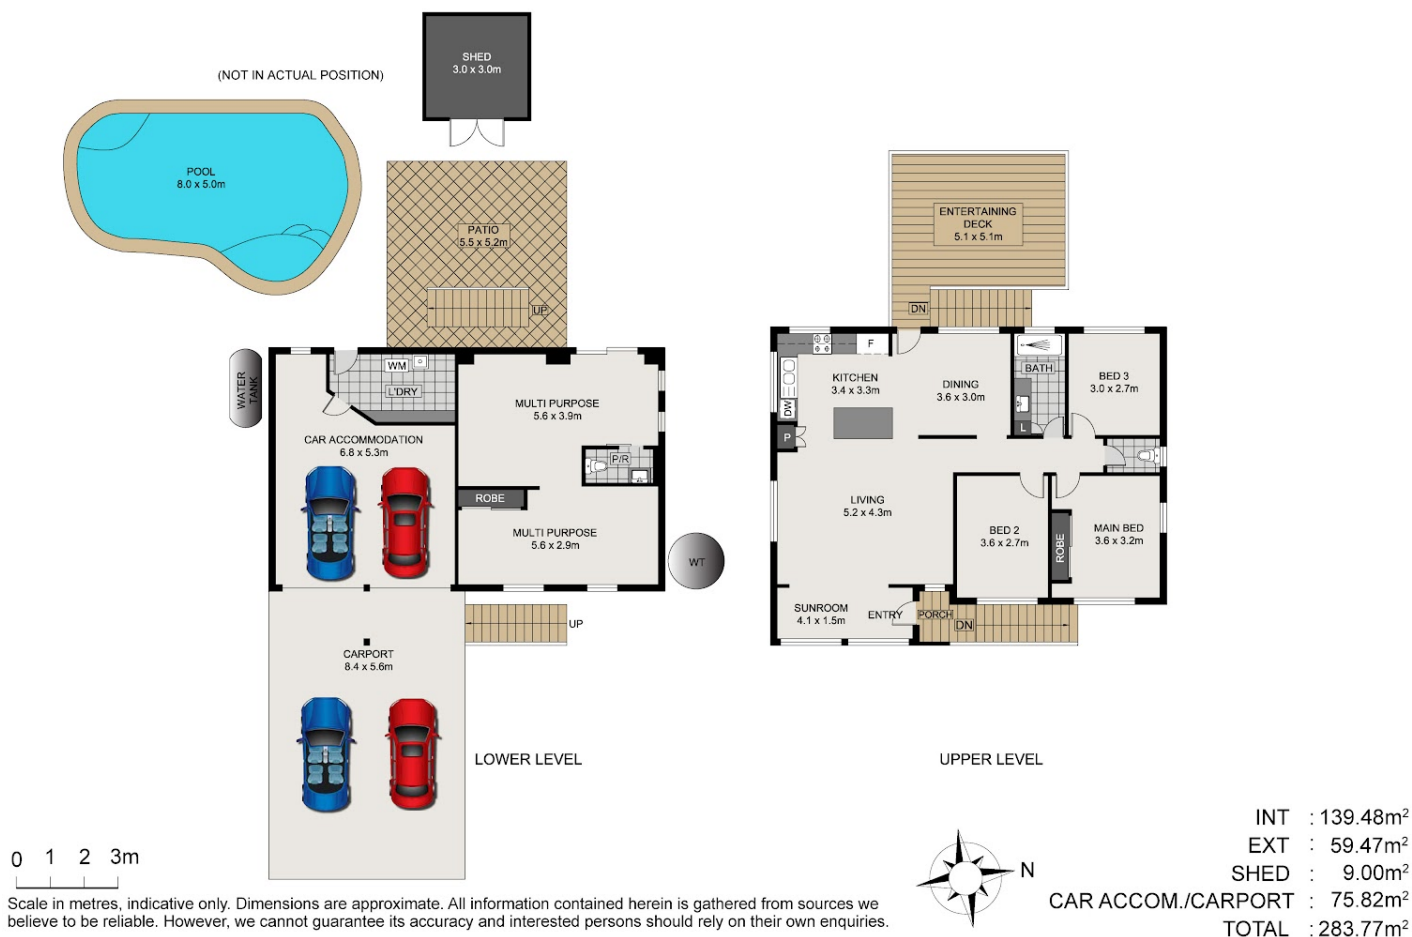 SHED
3.0 x 3.0m
(NOT IN ACTUAL POSITION)
POOL
8.0 x 5.0m
PATIO
5.5 x 5.2m
UP
WATER
TANK
WM
L'DRY
MULTI PURPOSE
5.6 x 3.9m
CAR ACCOMMODATION
6.8 x 5.3m
P/R
ROBE
MULTI PURPOSE
5.6 x 2.9m
WT
UP
CARPORT
8.4 x 5.6m
LOWER LEVEL
ENTERTAINING
DECK
5.1 x 5.1m
DN
F
KITCHEN
3.4 x 3.3m
DINING
3.6 x 3.0m
BATH
BED 3
3.0 x 2.7m
DW
P
L
LIVING
5.2 x 4.3m
BED 2
3.6 x 2.7m
ROBE
MAIN BED
3.6 x 3.2m
SUNROOM
4.1 x 1.5m
ENTRY
PORCH
DN
UPPER LEVEL
N
INT : 139.48m²
EXT : 59.47m²
SHED : 9.00m²
CAR ACCOM./CARPORT : 75.82m²
TOTAL : 283.77m²
0 1 2 3m
Scale in metres, indicative only. Dimensions are approximate. All information contained herein is gathered from sources we
believe to be reliable. However, we cannot guarantee its accuracy and interested persons should rely on their own enquiries.